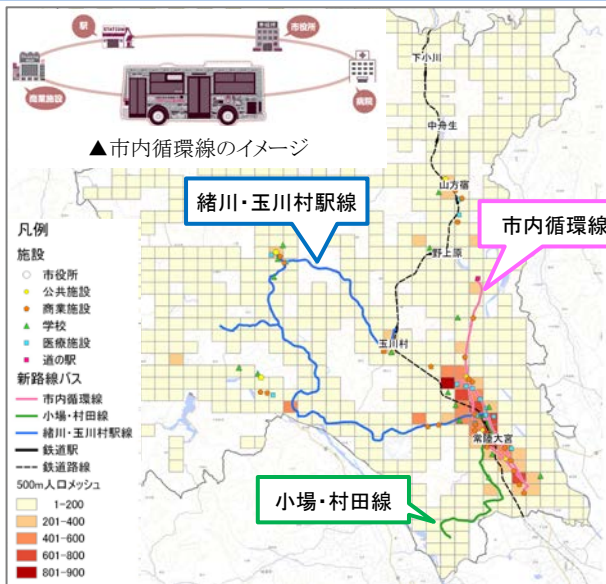 駅
STATION
市役所
商業施設
病院
▲市内循環線のイメージ
下小川
中舟生
山方宿
緒川・玉川村駅線
市内循環線
野上原
玉川村
常陸大宮
小場・村田線
凡例
施設
市役所
公共施設
商業施設
学校
医療施設
道の駅
新路線バス
市内循環線
小場・村田線
緒川・玉川村駅線
鉄道駅
鉄道路線
500m人口メッシュ
1-200
201-400
401-600
601-800
801-900